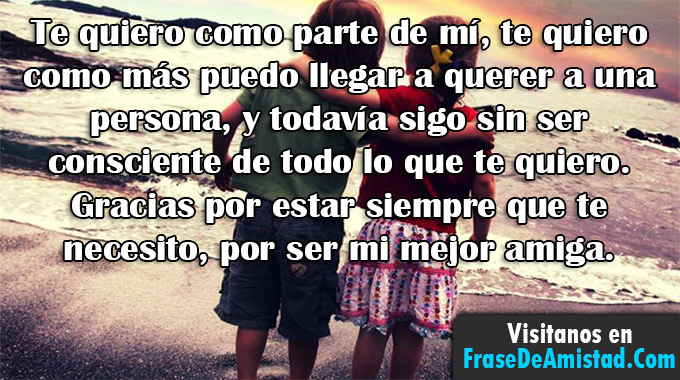 Te quiero como parte de mí, te quiero
como más puedo llegar a querer a una
persona, y todavía sigo sin ser
consciente de todo lo que te quiero.
Gracias por estar siempre que te
necesito, por ser mi mejor amiga.
Visitanos en
FraseDeAmistad.Com